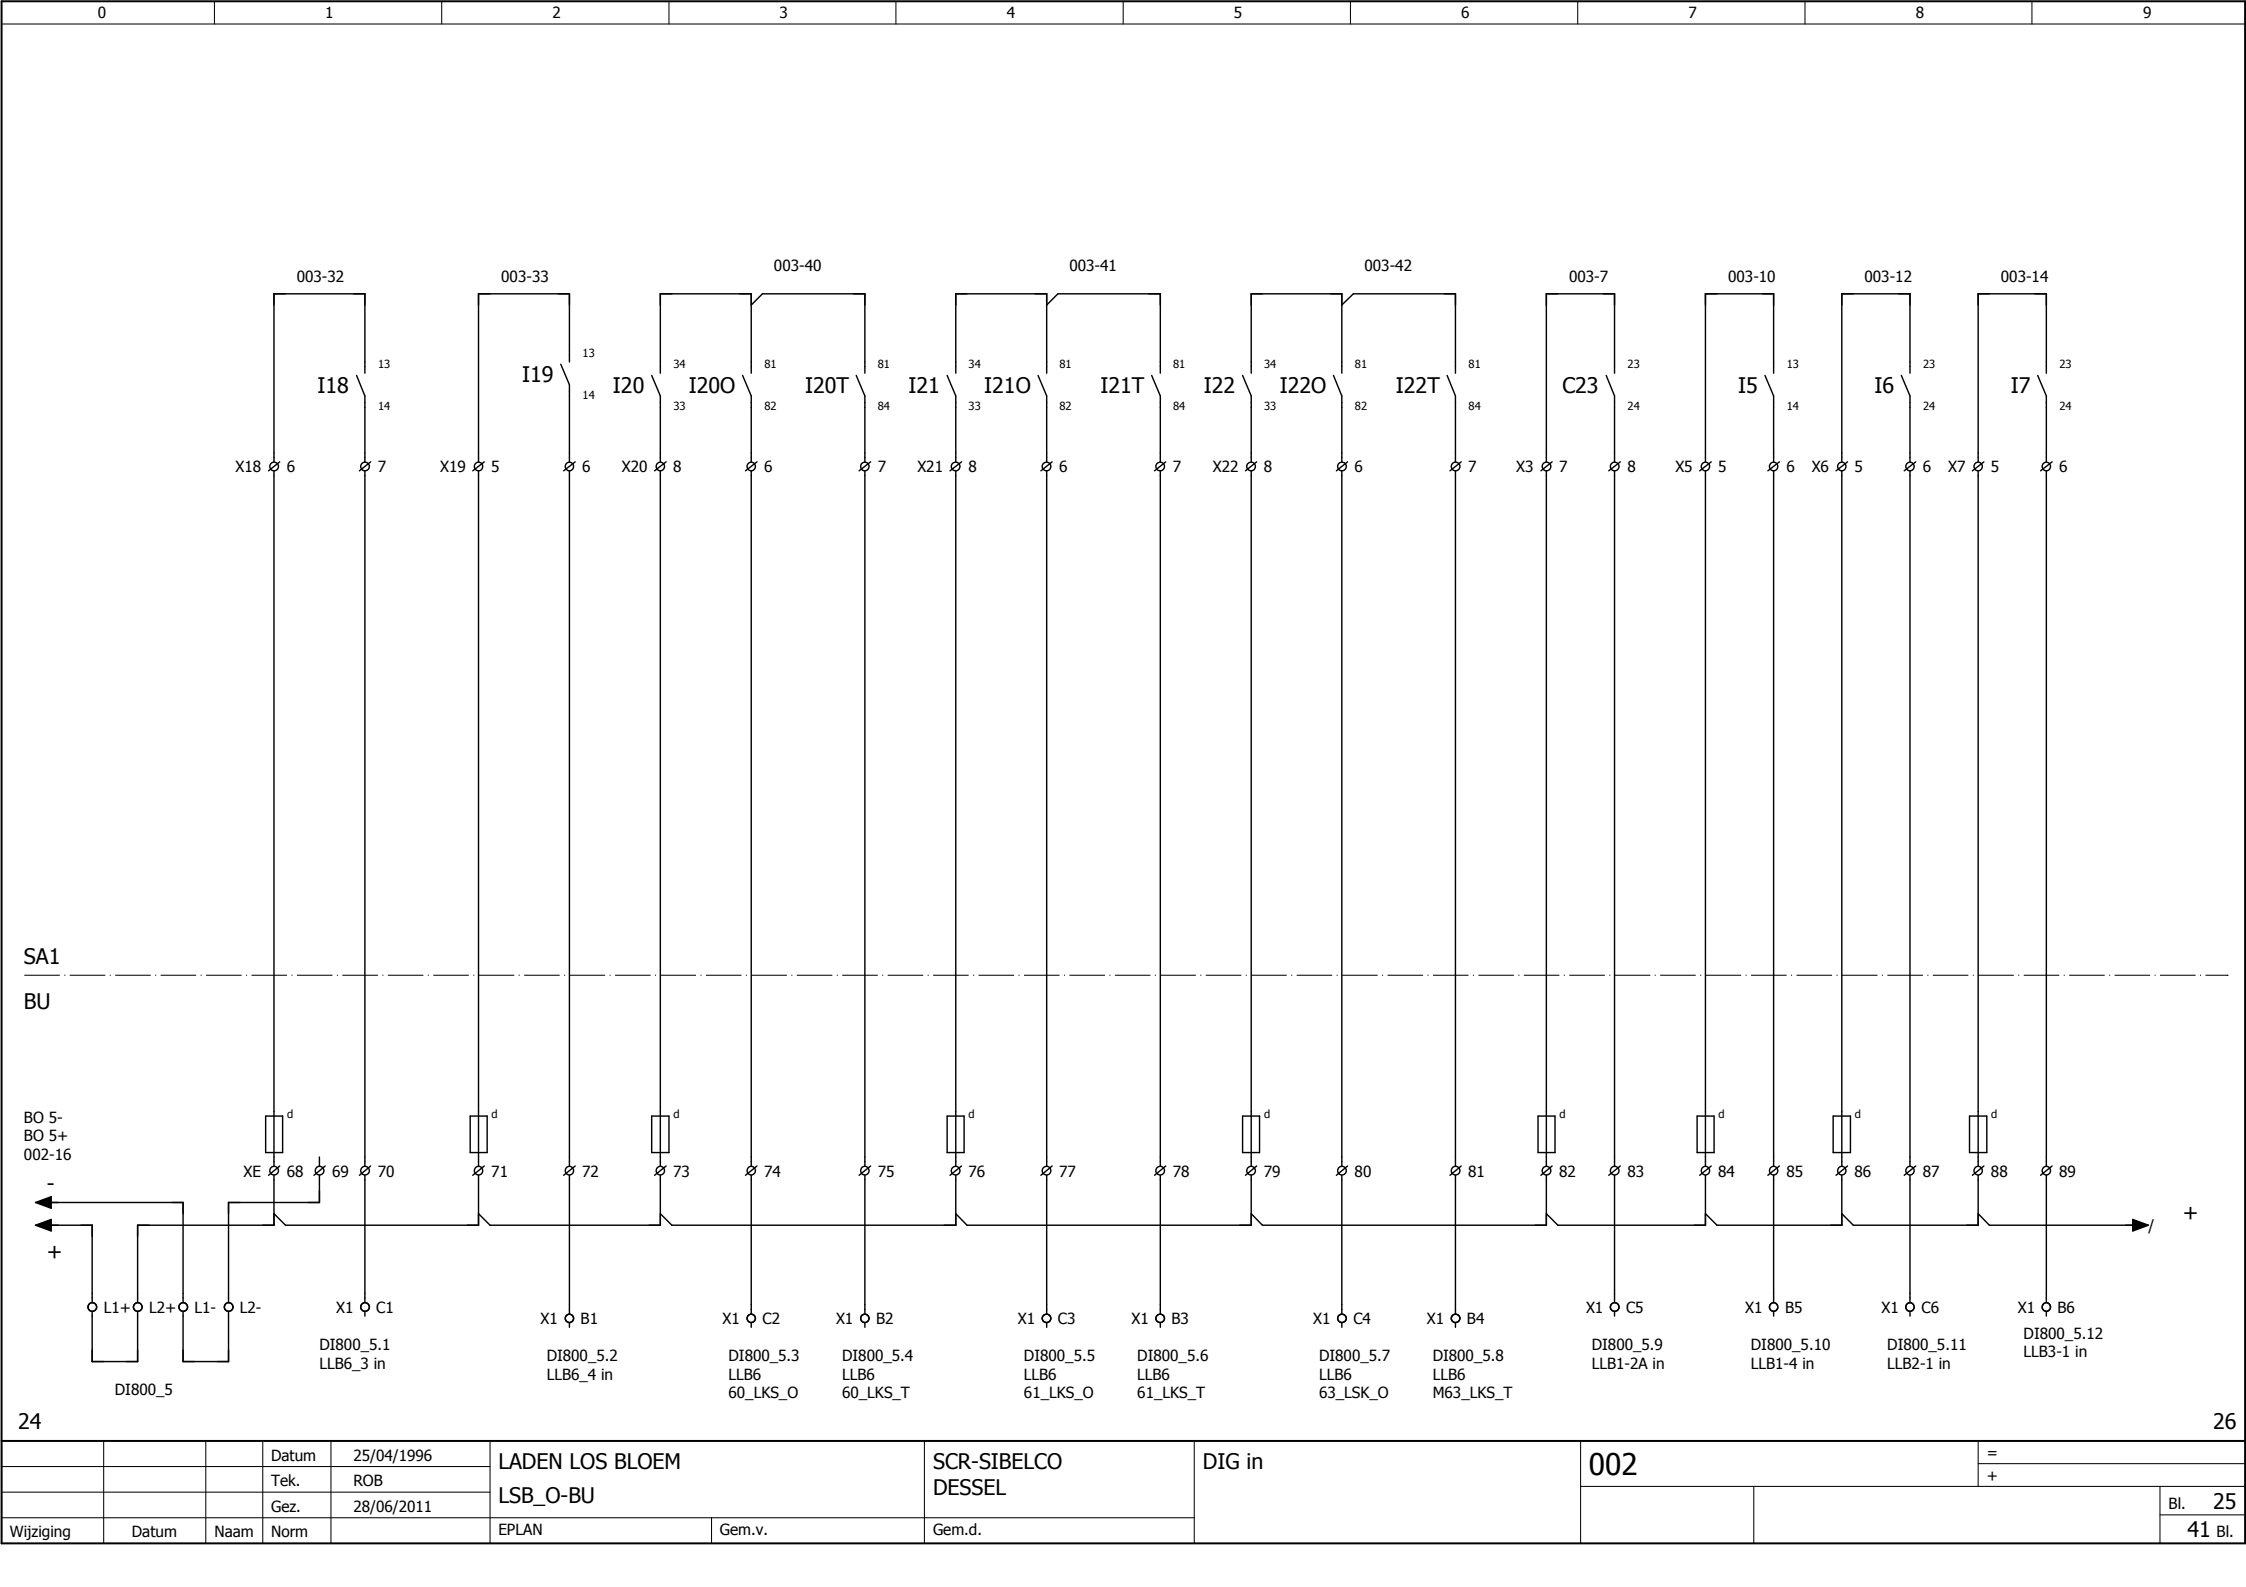 0 1 2 3 4 5 6 7 8 9
003-32 003-33 003-40 003-41 003-42 003-7 003-10 003-12 003-14
I18 13 14
I19 13 14
I20 34 33
I20O 81 82
I20T 81 84
I21 34 33
I21O 81 82
I21T 81 84
I22 34 33
I22O 81 82
I22T 81 84
C23 23 24
I5 13 14
I6 23 24
I7 23 24
X18 6 7 X19 5 6 X20 8 6 7 X21 8 6 7 X22 8 6 7 X3 7 8 X5 5 6 X6 5 6 X7 5 6
SA1
BU
d d d d d d d d d
BO 5-
BO 5+
002-16
XE 68 69 70 71 72 73 74 75 76 77 78 79 80 81 82 83 84 85 86 87 88 89
-
+
/ +
L1+ L2+ L1- L2-
DI800_5
X1 C1
DI800_5.1
LLB6_3 in
X1 B1
DI800_5.2
LLB6_4 in
X1 C2
DI800_5.3
LLB6
60_LKS_O
X1 B2
DI800_5.4
LLB6
60_LKS_T
X1 C3
DI800_5.5
LLB6
61_LKS_O
X1 B3
DI800_5.6
LLB6
61_LKS_T
X1 C4
DI800_5.7
LLB6
63_LSK_O
X1 B4
DI800_5.8
LLB6
M63_LKS_T
X1 C5
DI800_5.9
LLB1-2A in
X1 B5
DI800_5.10
LLB1-4 in
X1 C6
DI800_5.11
LLB2-1 in
X1 B6
DI800_5.12
LLB3-1 in
24
26
Datum 25/04/1996
Tek. ROB
Gez. 28/06/2011
Wijziging Datum Naam Norm
LADEN LOS BLOEM
LSB_O-BU
EPLAN Gem.v. Gem.d.
SCR-SIBELCO
DESSEL
DIG in
002
=
+
Bl. 25
41 Bl.